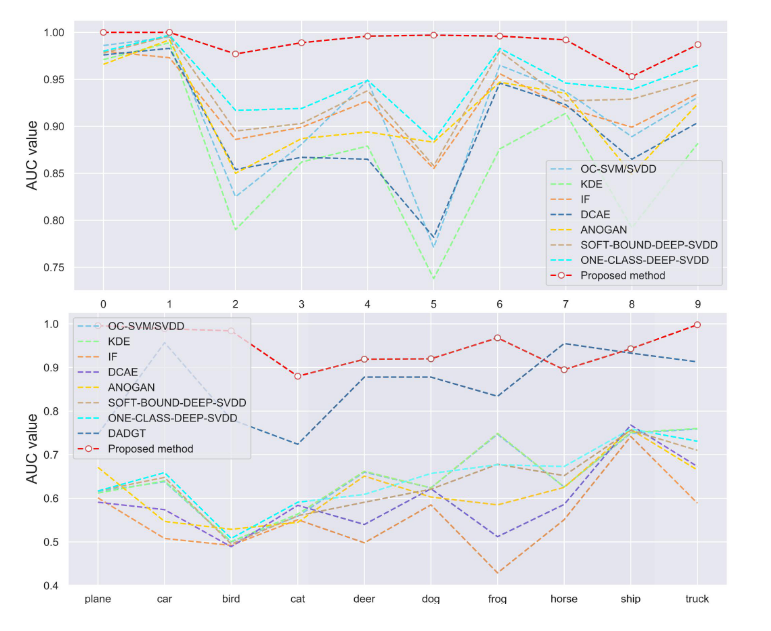 1.00
0.95
0.90
0.85
0.80
0.75
AUC value
OC-SVM/SVDD
KDE
IF
DCAE
ANOGAN
SOFT-BOUND-DEEP-SVDD
ONE-CLASS-DEEP-SVDD
Proposed method
0 1 2 3 4 5 6 7 8 9
1.0
0.9
0.8
0.7
0.6
0.5
0.4
AUC value
OC-SVM/SVDD
KDE
IF
DCAE
ANOGAN
SOFT-BOUND-DEEP-SVDD
ONE-CLASS-DEEP-SVDD
DADGT
Proposed method
plane car bird cat deer dog frog horse ship truck